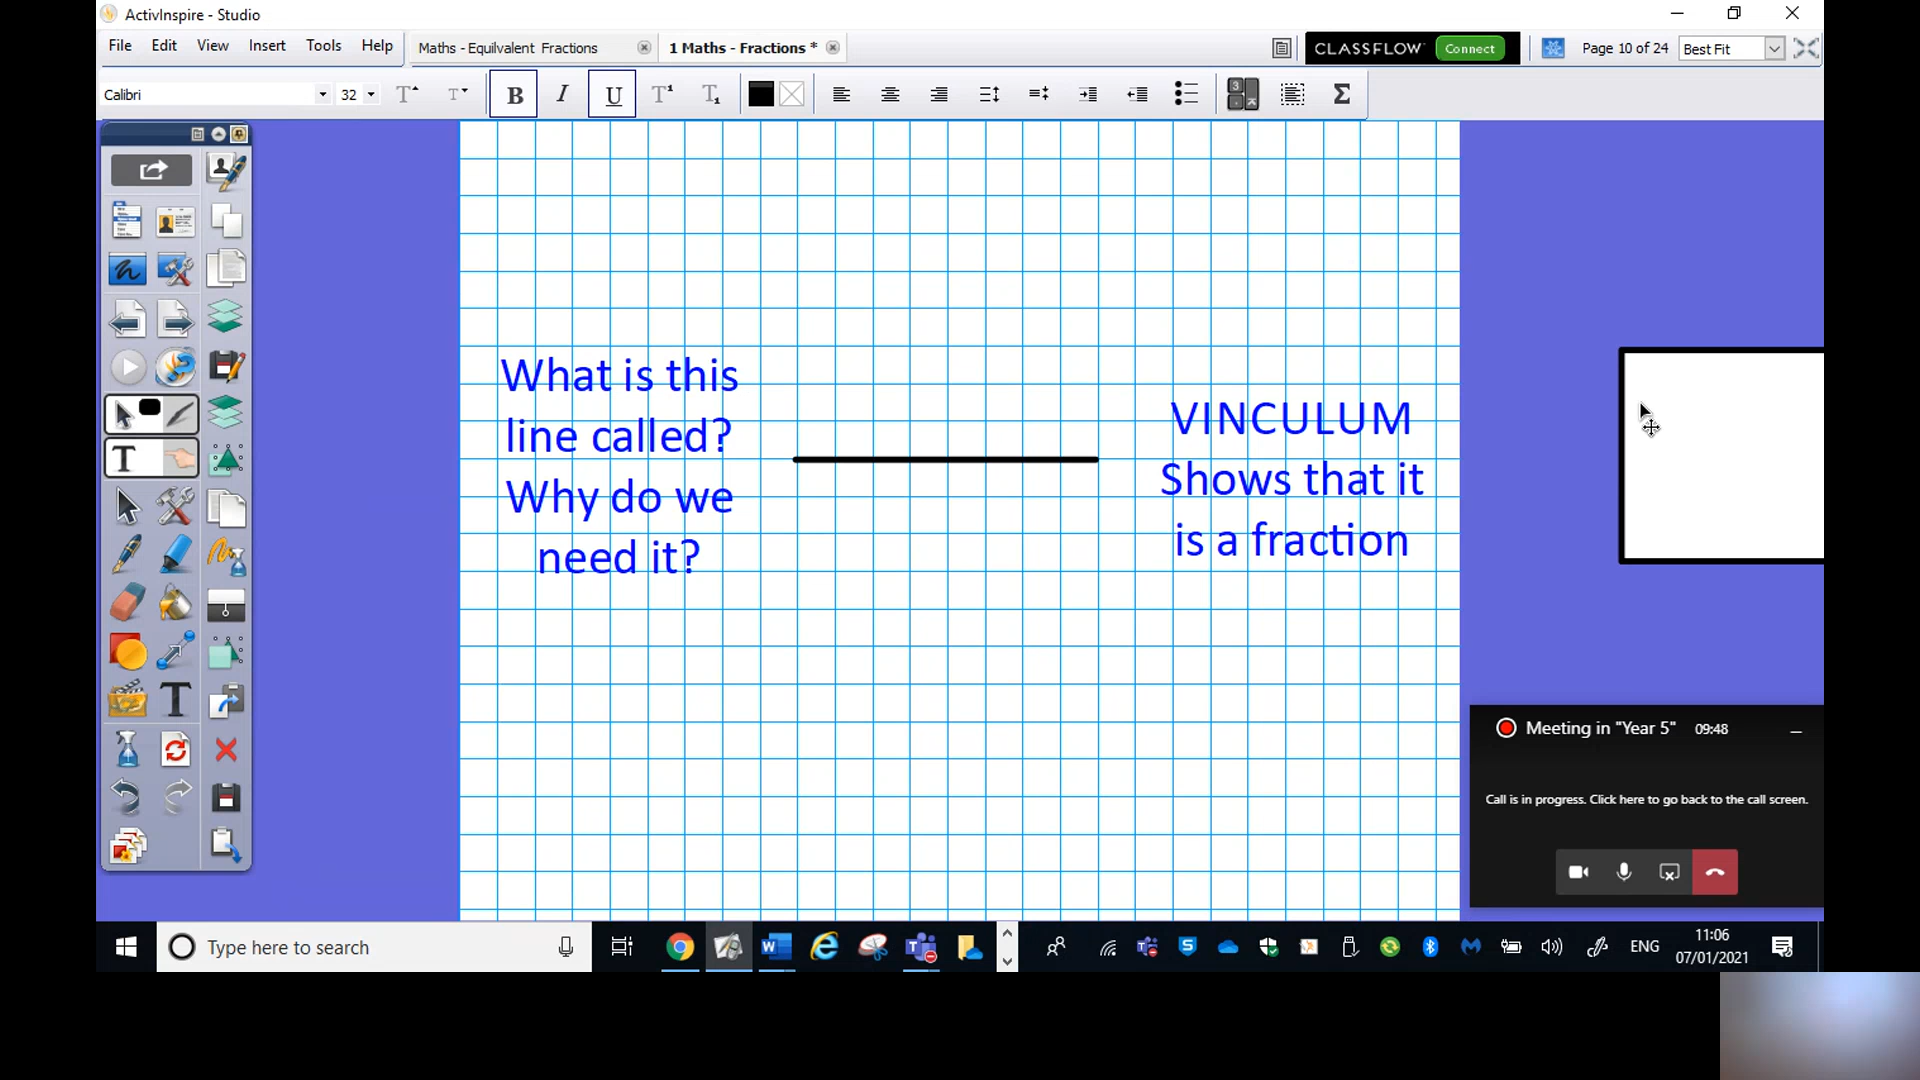 ActivInspire - Studio
File Edit View Insert Tools Help
Maths - Equilvalent Fractions
1 Maths - Fractions *
CLASSFLOW
Connect
Page 10 of 24
Best Fit
Calibri
32
What is this
line called?
Why do we
need it?
VINCULUM
Shows that it
is a fraction
Meeting in "Year 5"
09:48
Call is in progress. Click here to go back to the call screen.
Type here to search
ENG
11:06
07/01/2021